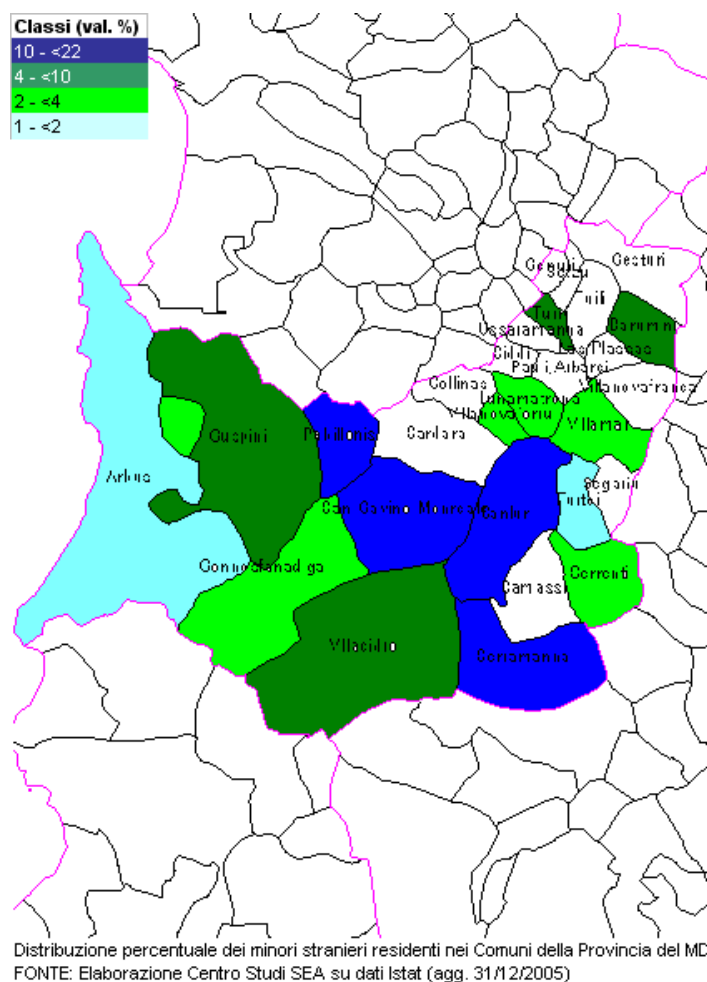 Classi (val. %)
10 - <22
4 - <10
2 - <4
1 - <2
Gesturi
Tuili
Turri
Barumini
Ussaramanna
Las Plassas
Pauli Arbarei
Villanovafranca
Collinas
Lunamatrona
Villanovaforru
Villamar
Sardara
Pabillonis
Guspini
Arbus
Segariu
San Gavino Monreale
Sanluri
Furtei
Gonnosfanadiga
Samassi
Serrenti
Villacidro
Serramanna
Distribuzione percentuale dei minori stranieri residenti nei Comuni della Provincia del MD
FONTE: Elaborazione Centro Studi SEA su dati Istat (agg. 31/12/2005)